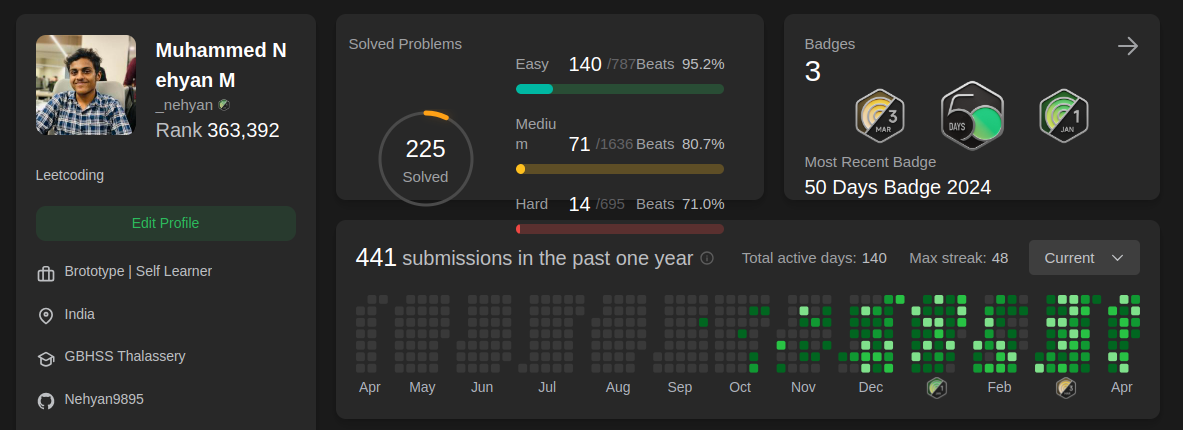 Muhammed N
ehyan M
_nehyan
Rank 363,392
Leetcoding
Edit Profile
Brototype | Self Learner
India
GBHSS Thalassery
Nehyan9895
Solved Problems
225
Solved
Easy 140 /787 Beats 95.2%
Mediu
m 71 /1636 Beats 80.7%
Hard 14 /695 Beats 71.0%
Badges
3
3
MAR
50
DAYS
1
JAN
Most Recent Badge
50 Days Badge 2024
441 submissions in the past one year
Total active days: 140 Max streak: 48
Current
Apr May Jun Jul Aug Sep Oct Nov Dec Feb Apr